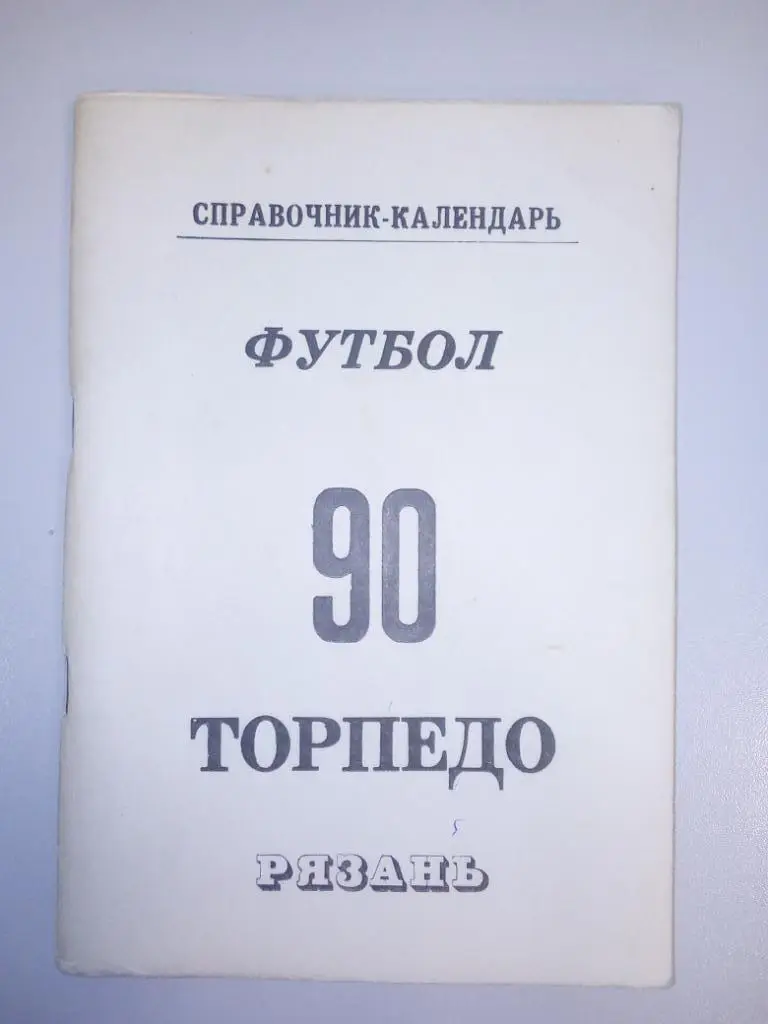 СПРАВОЧНИК-КАЛЕНДАРЬ
ФУТБОЛ
90
ТОРПЕДО
РЯЗАНЬ